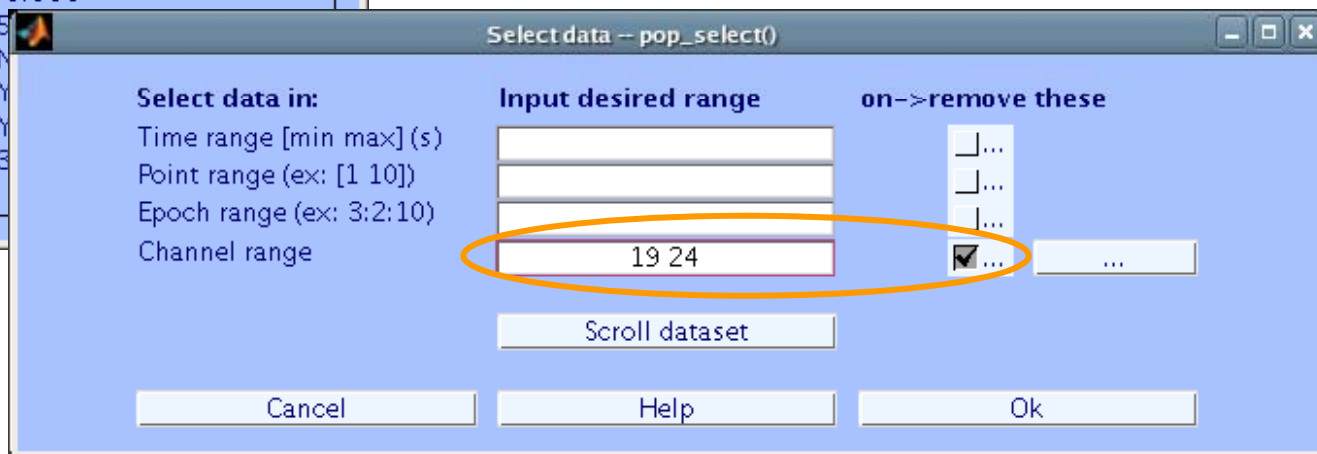 Select data -- pop_select()
Select data in: Input desired range on->remove these
Time range [min max] (s) ...
Point range (ex: [1 10]) ...
Epoch range (ex: 3:2:10) ...
Channel range 19 24 ... ...
Scroll dataset
Cancel Help Ok